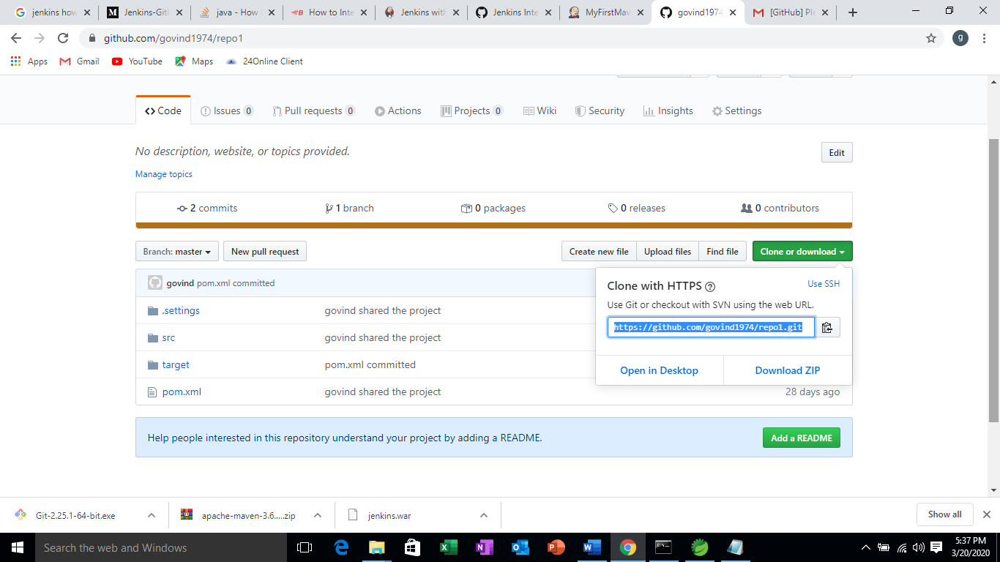 jenkins how
Jenkins-Git
java - How
How to Inte
Jenkins with
Jenkins Inte
MyFirstMav
govind1974
[GitHub] Ple
github.com/govind1974/repo1
g
Apps
Gmail
YouTube
Maps
24Online Client
Code
Issues 0
Pull requests 0
Actions
Projects 0
Wiki
Security
Insights
Settings
No description, website, or topics provided.
Edit
Manage topics
2 commits
1 branch
0 packages
0 releases
0 contributors
Branch: master
New pull request
Create new file
Upload files
Find file
Clone or download
govind pom.xml committed
.settings
govind shared the project
src
govind shared the project
target
pom.xml committed
pom.xml
govind shared the project
28 days ago
Clone with HTTPS
Use SSH
Use Git or checkout with SVN using the web URL.
https://github.com/govind1974/repo1.git
Open in Desktop
Download ZIP
Help people interested in this repository understand your project by adding a README.
Add a README
Git-2.25.1-64-bit.exe
apache-maven-3.6.....zip
jenkins.war
Show all
Search the web and Windows
5:37 PM
3/20/2020